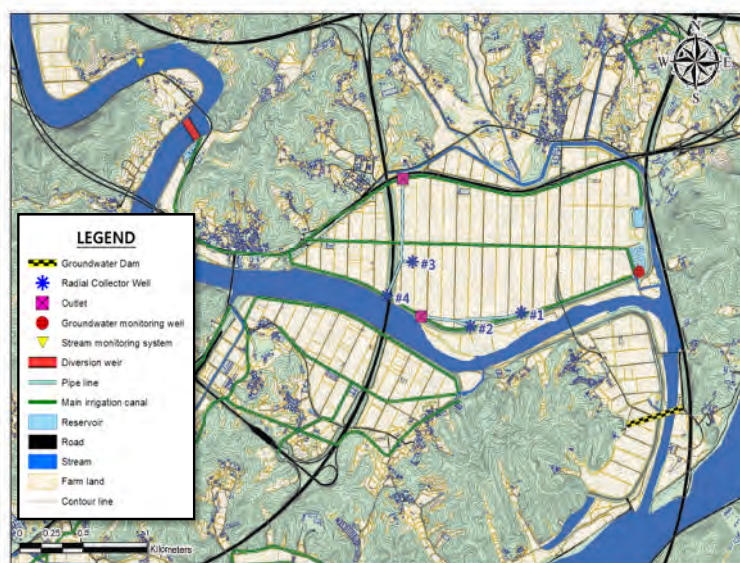 N
W E
S
#3
#4
#1
#2
LEGEND
Groundwater Dam
Radial Collector Well
Outlet
Groundwater monitoring well
Stream monitoring system
Diversion weir
Pipe line
Main irrigation canal
Reservoir
Road
Stream
Farm land
Contour line
0 0.25 0.5 1
Kilometers